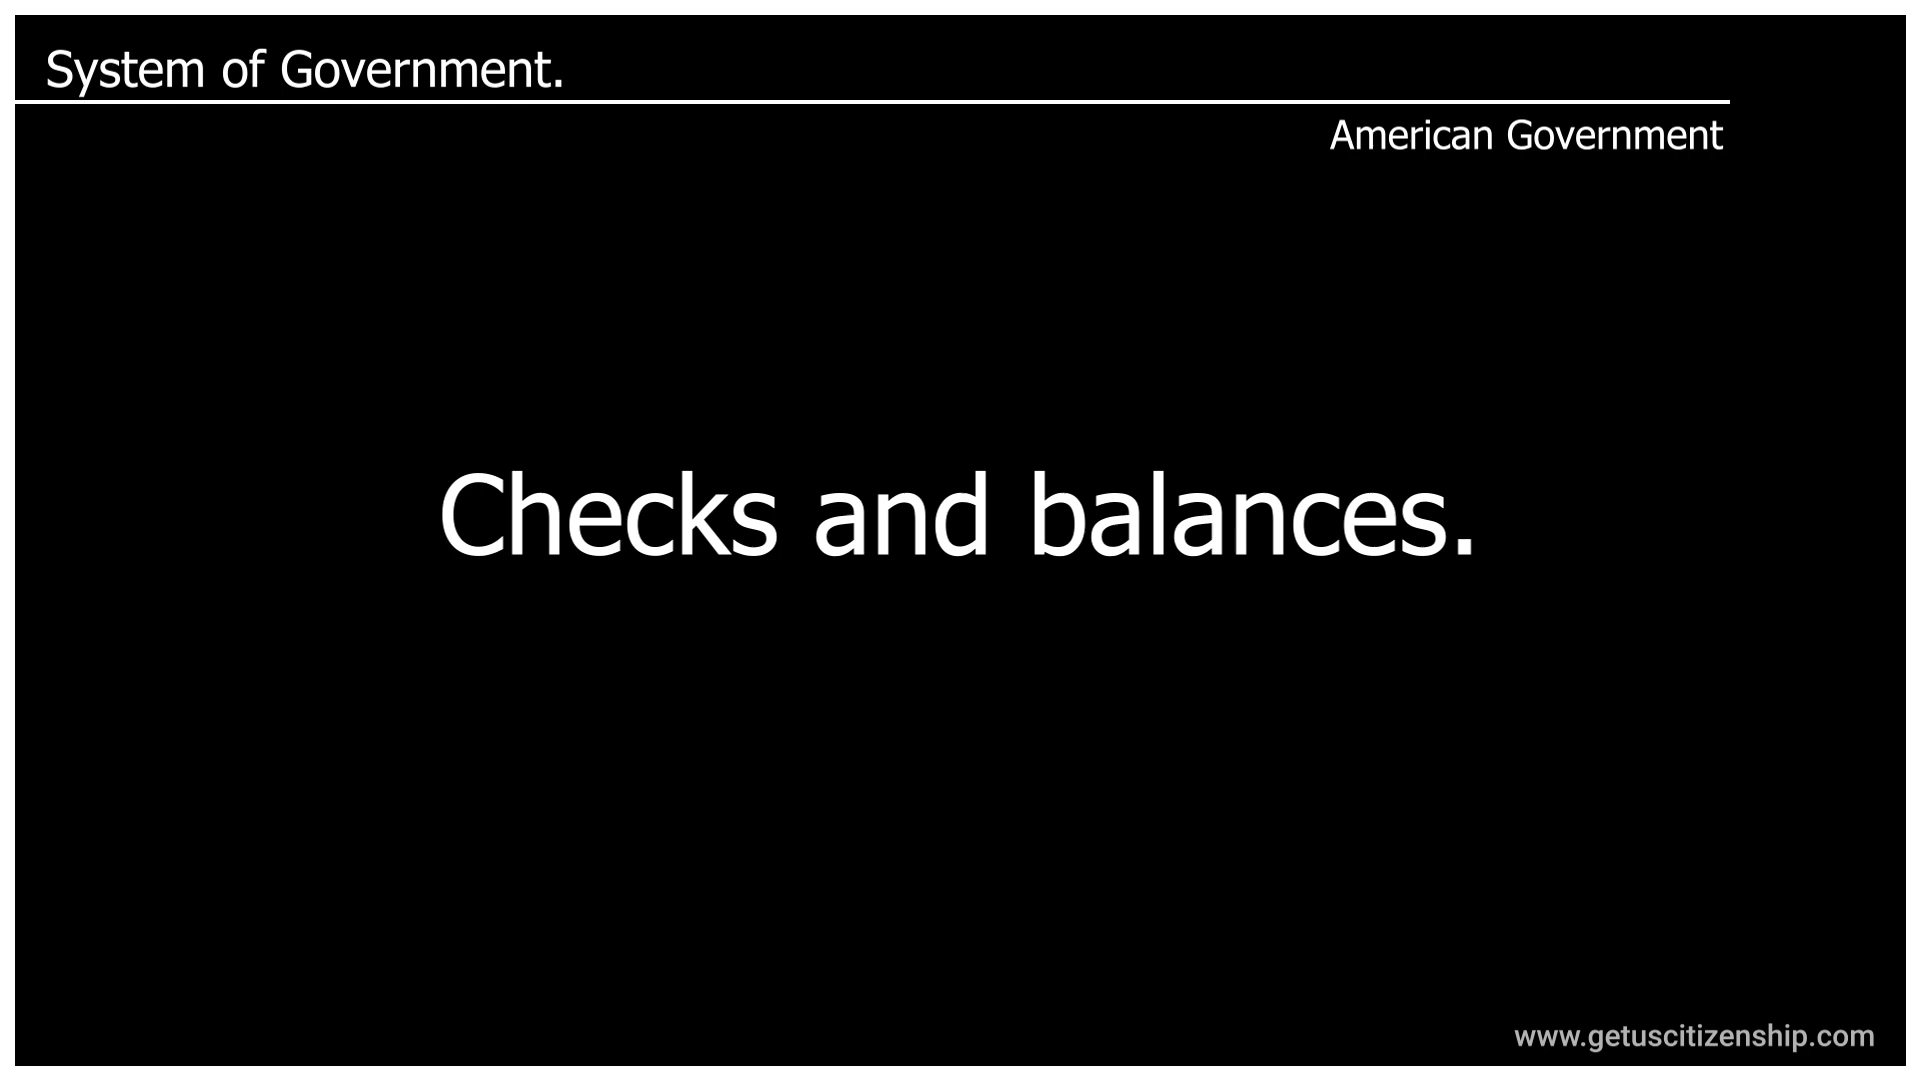 System of Government.
American Government
Checks and balances.
www.getuscitizenship.com